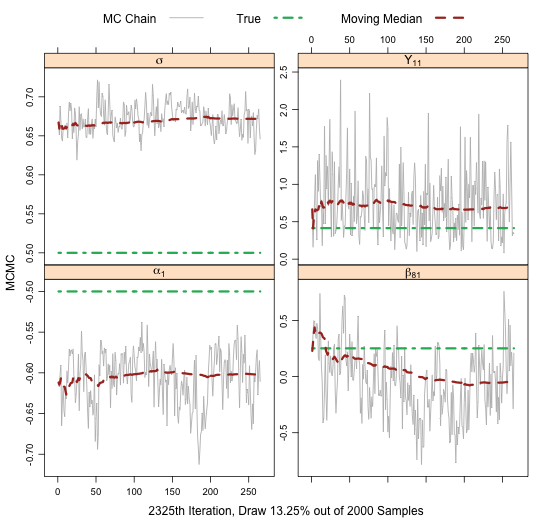 MC Chain True Moving Median
0 50 100 150 200 250
σ Υ11
0.70
0.65
0.60
0.55
0.50
2.5
2.0
1.5
1.0
0.5
0.0
MCMC
α1 β81
-0.50
-0.55
-0.60
-0.65
-0.70
0.5
0.0
-0.5
0 50 100 150 200 250
2325th Iteration, Draw 13.25% out of 2000 Samples